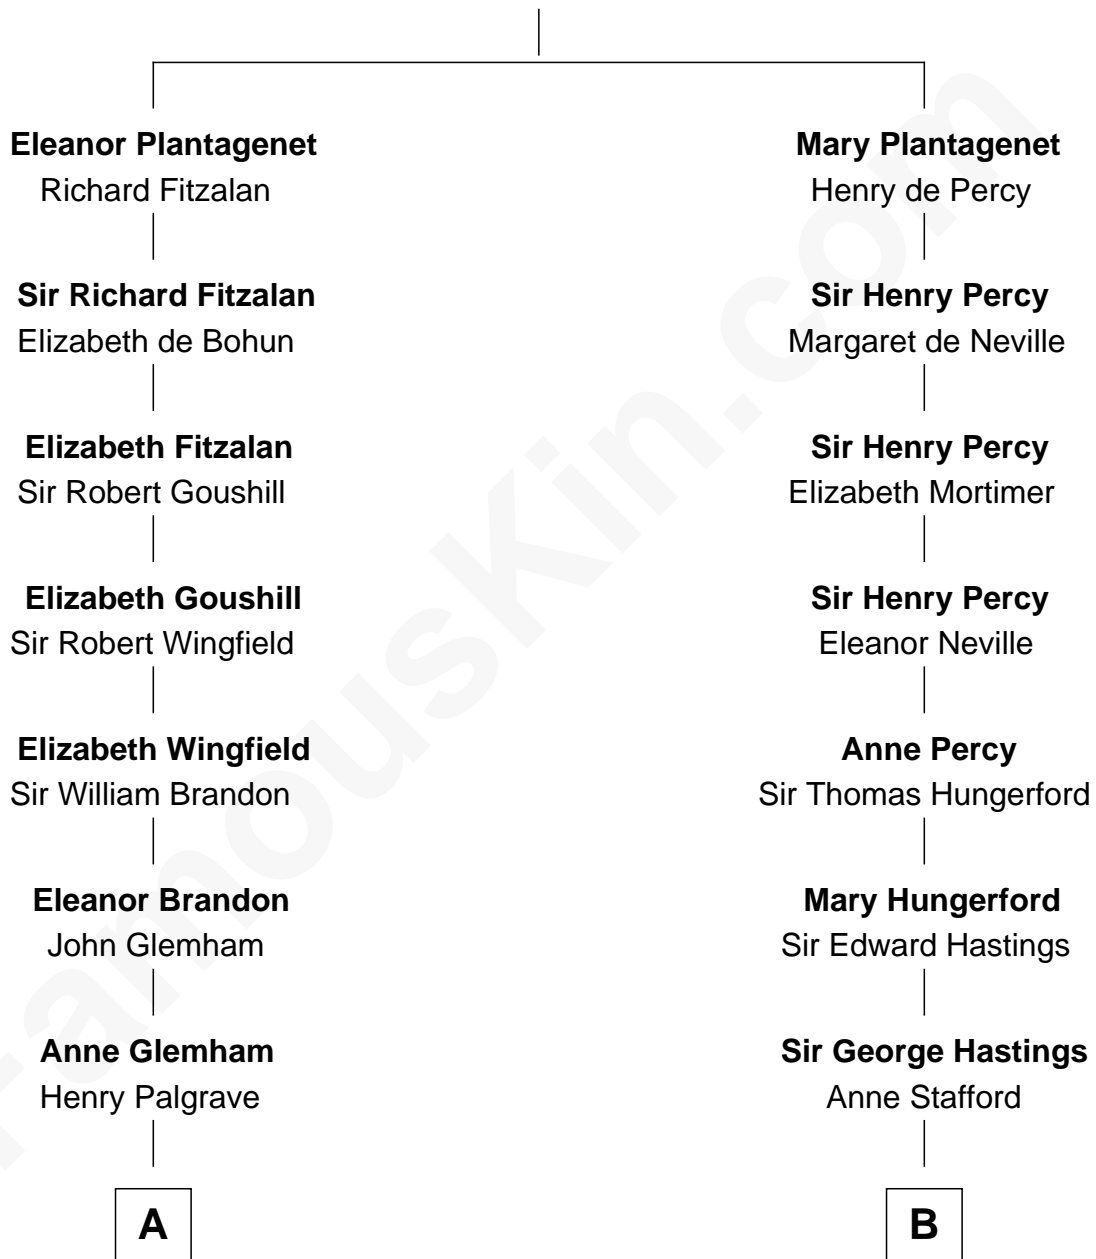 Eleanor Plantagenet
Richard Fitzalan
Sir Richard Fitzalan
Elizabeth de Bohun
Elizabeth Fitzalan
Sir Robert Goushill
Elizabeth Goushill
Sir Robert Wingfield
Elizabeth Wingfield
Sir William Brandon
Eleanor Brandon
John Glemham
Anne Glemham
Henry Palgrave
A
Mary Plantagenet
Henry de Percy
Sir Henry Percy
Margaret de Neville
Sir Henry Percy
Elizabeth Mortimer
Sir Henry Percy
Eleanor Neville
Anne Percy
Sir Thomas Hungerford
Mary Hungerford
Sir Edward Hastings
Sir George Hastings
Anne Stafford
B
FamousKin.com